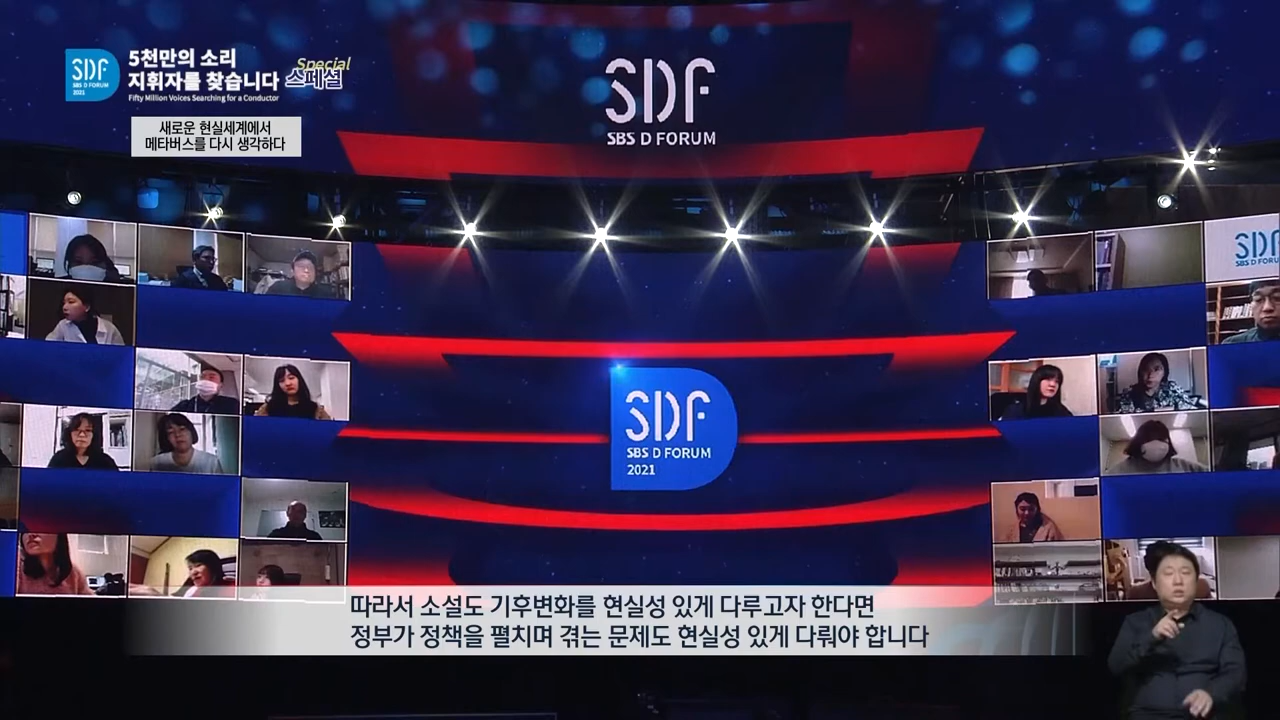 SDF
SBS D FORUM
2021
5천만의 소리
지휘자를 찾습니다
Special
스페셜
Fifty Million Voices Searching for a Conductor
새로운 현실세계에서
메타버스를 다시 생각하다
SDF
SBS D FORUM
SDF
SBS D FORU
SDF
SBS D FORUM
2021
따라서 소설도 기후변화를 현실성 있게 다루고자 한다면
정부가 정책을 펼치며 겪는 문제도 현실성 있게 다뤄야 합니다